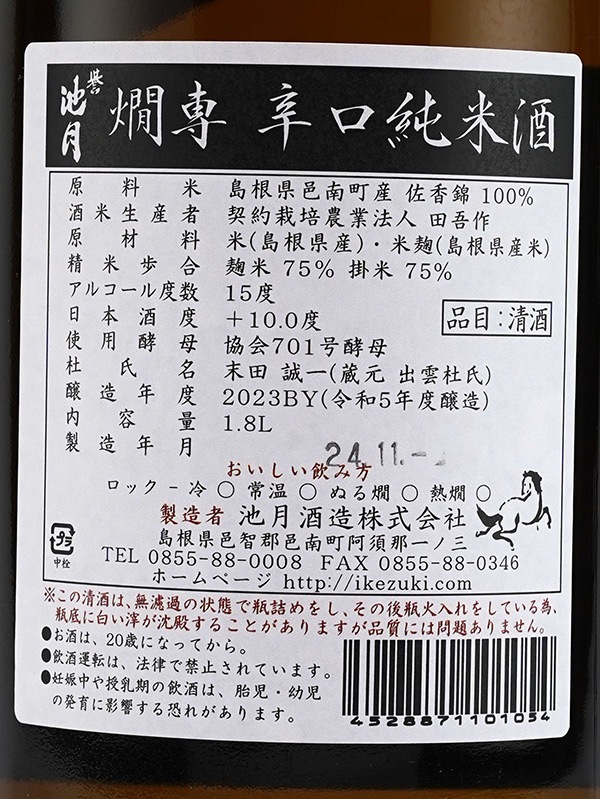 誉池月 燗専 辛口純米酒
原料米 島根県邑南町産 佐香錦 100%
酒米生産者 契約栽培農業法人 田吾作
原材料 米(島根県産)・米麹(島根県産米)
精米歩合 麹米 75% 掛米 75%
アルコール度数 15度
日本酒度 +10.0度
品目:清酒
使用酵母 協会701号酵母
杜氏名 末田 誠一(蔵元 出雲杜氏)
醸造年度 2023BY(令和5年度醸造)
内容量 1.8L
製造年月 24.11.-
おいしい飲み方
ロック - 冷 ○ 常温 ○ ぬる燗 ○ 熱燗 ○
製造者 池月酒造株式会社
島根県邑智郡邑南町阿須那一ノ三
中栓
TEL 0855-88-0008 FAX 0855-88-0346
ホームページ http://ikezuki.com
※この清酒は、無濾過の状態で瓶詰めをし、その後瓶火入れをしている為、
瓶底に白い滓が沈殿することがありますが品質には問題ありません。
●お酒は、20歳になってから。
●飲酒運転は、法律で禁止されています。
●妊娠中や授乳期の飲酒は、胎児・幼児
の発育に影響する恐れがあります。
4528871101054